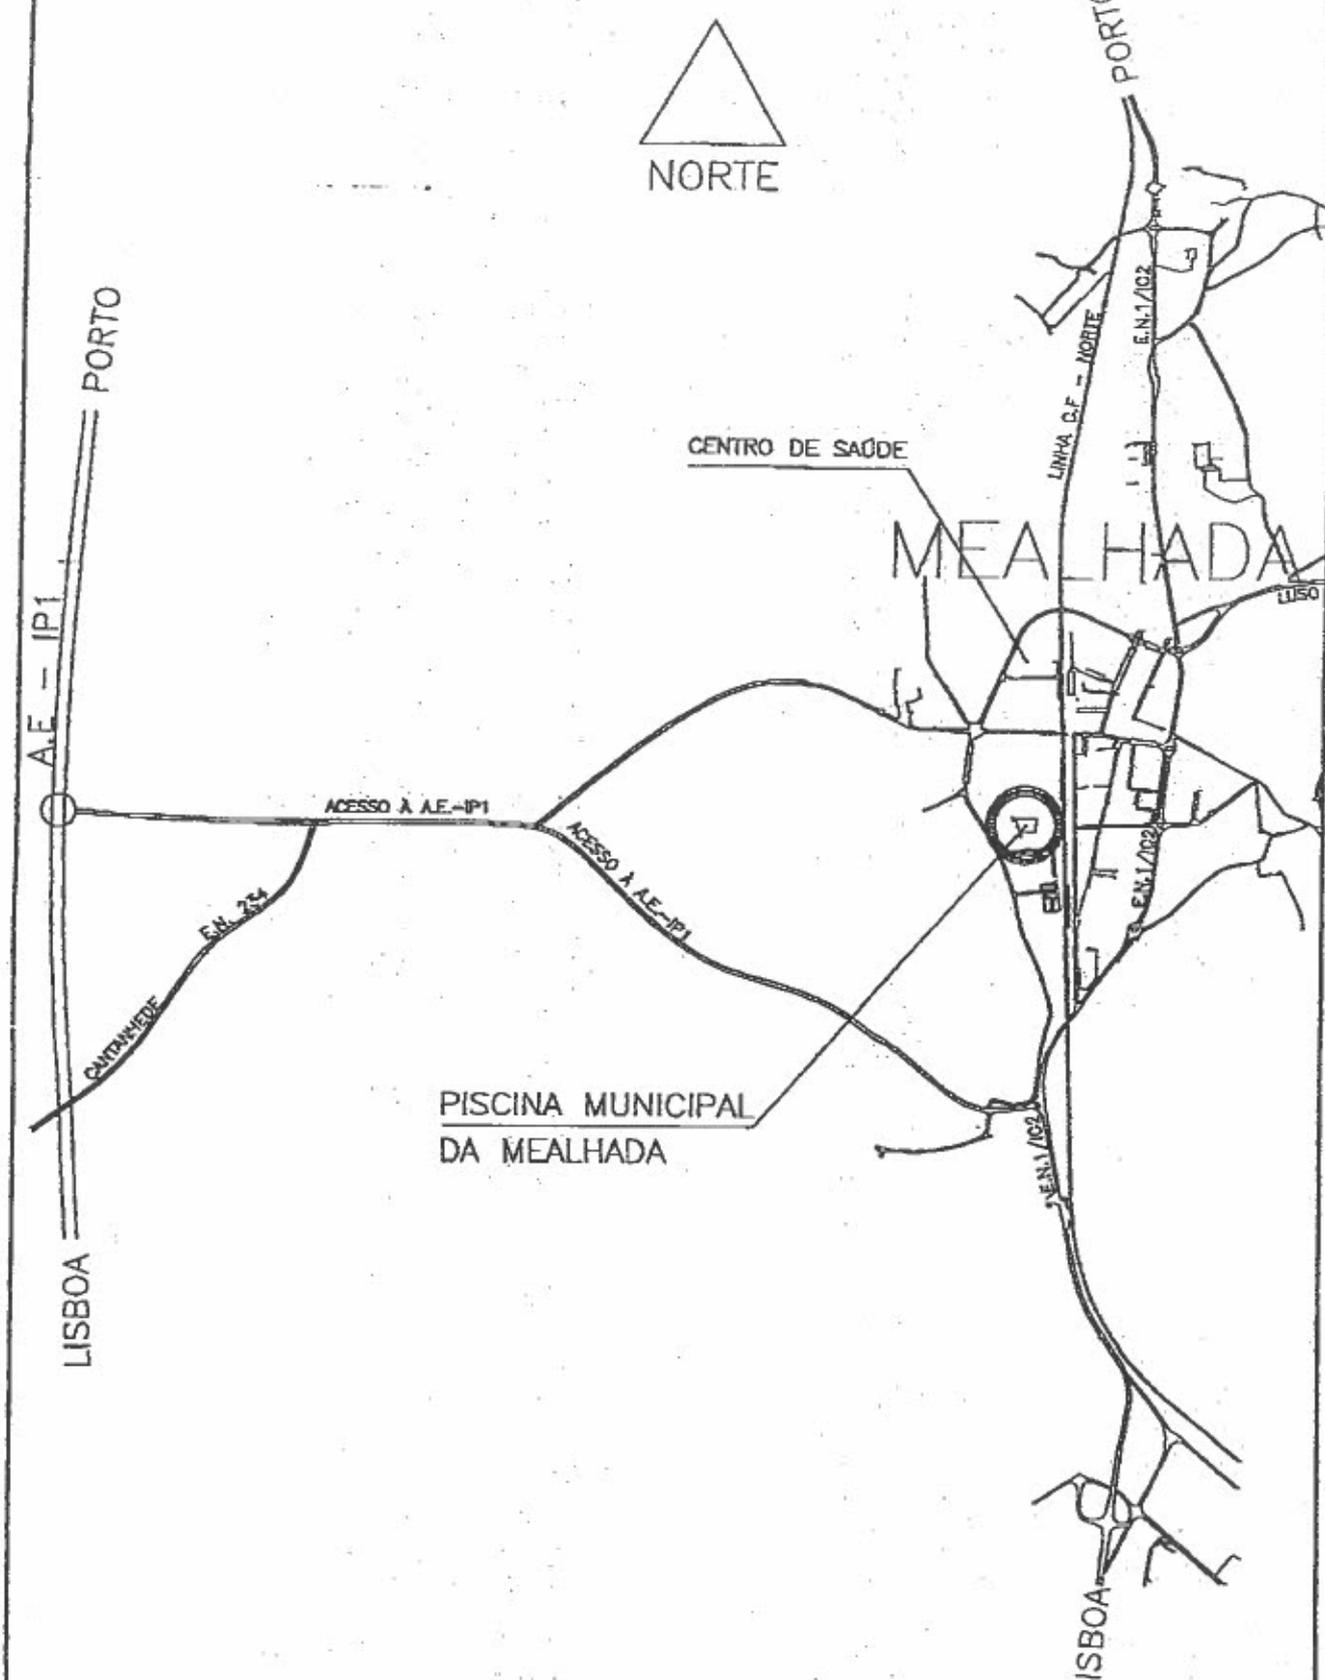 PORTO
NORTE
PORTO
E.N.1/IC2
LINHA C.F - NORTE
CENTRO DE SAÚDE
MEALHADA
LUSO
A.E - IP1
ACESSO À A.E.-IP1
ACESSO À A.E.-IP1
E.N. 234
E.N.1/IC2
CANTANHEDE
PISCINA MUNICIPAL
DA MEALHADA
E.N.1/IC2
LISBOA
ISBOA